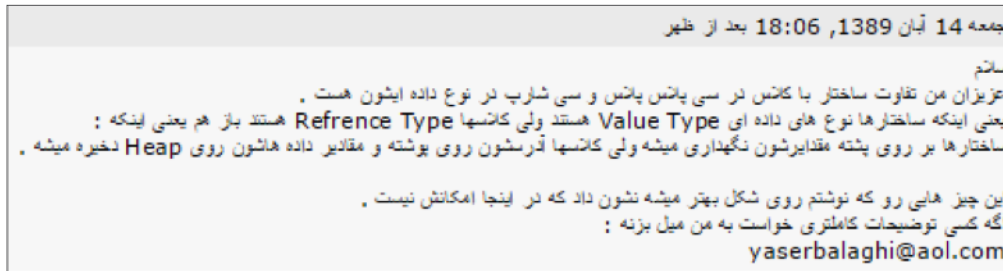 جمعه 14 آبان 1389, 18:06 بعد از ظهر
سلام
عزیزان من تفاوت ساختار با کلاس در سی پلاس پلاس و سی شارپ در نوع داده ایشون هست .
یعنی اینکه ساختارها نوع های داده ای Value Type هستند ولی کلاسها Refrence Type هستند باز هم یعنی اینکه :
ساختارها بر روی پشته مقدایرشون نگهداری میشه ولی کلاسها آدرسشون روی پوشته و مقادیر داده هاشون روی Heap دخیره میشه .
این چیز هایی رو که نوشتم روی شکل بهتر میشه نشون داد که در اینجا امکانش نیست .
اگه کسی توضیحات کاملتری خواست به من میل بزنه :
yaserbalaghi@aol.com